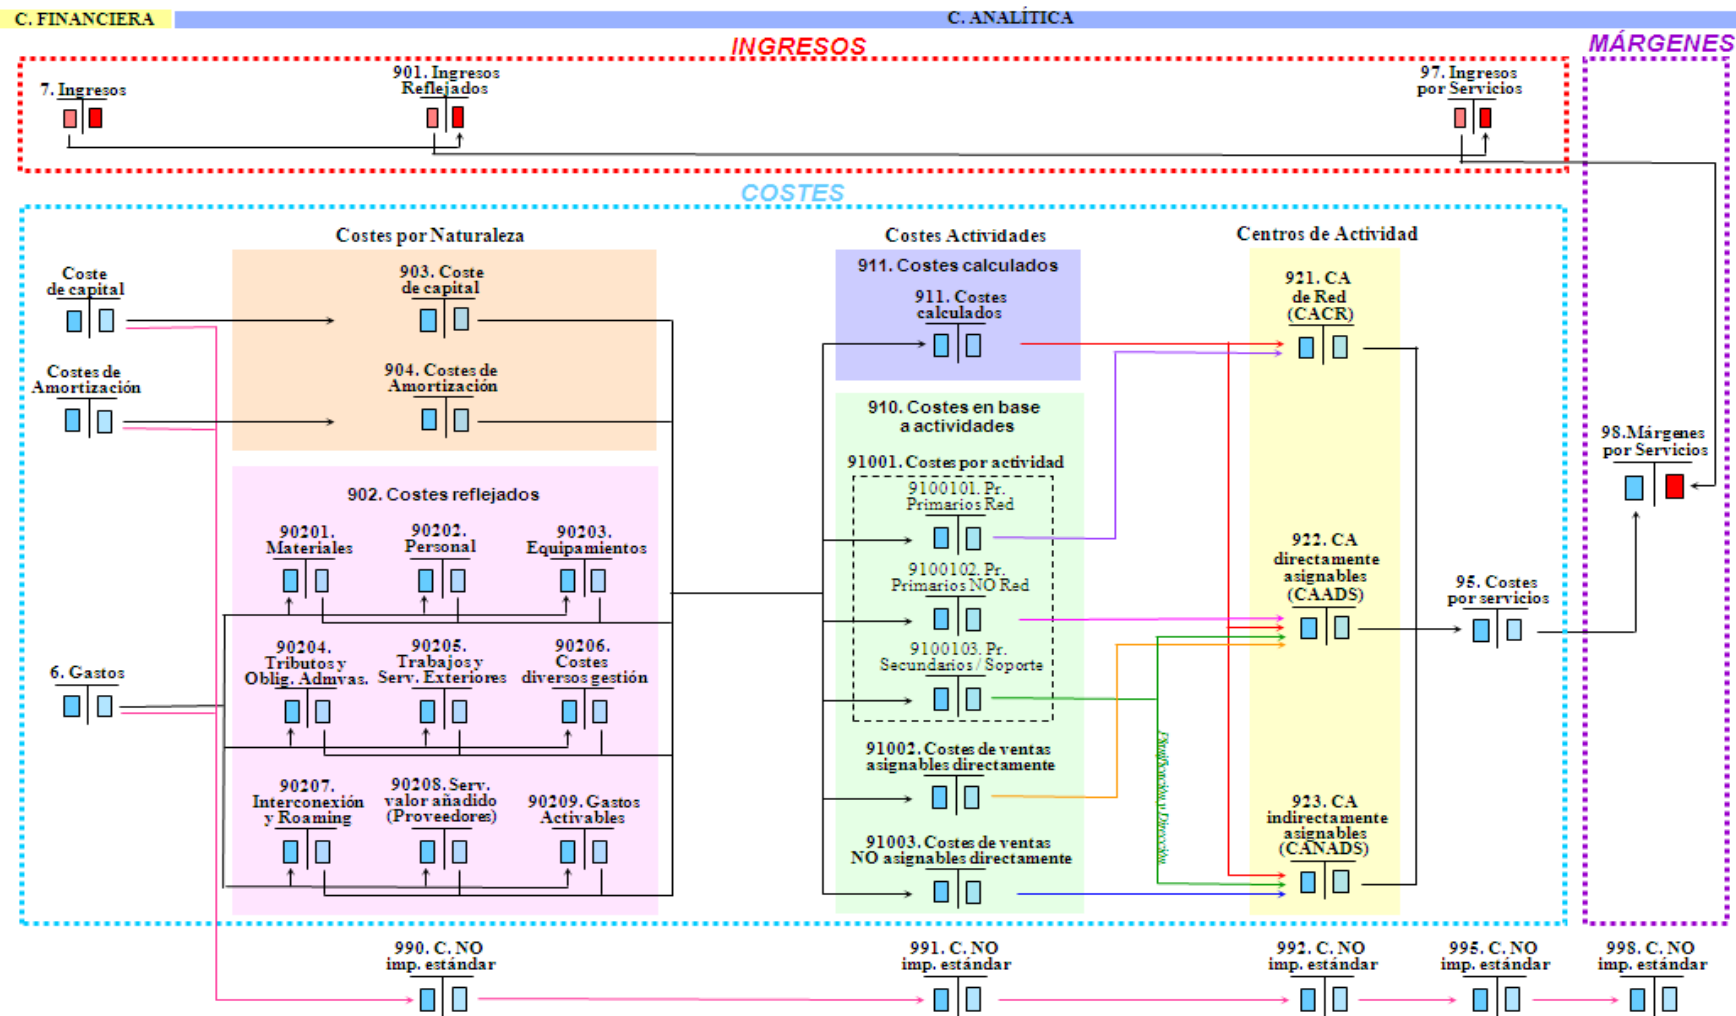 C. FINANCIERA
C. ANALÍTICA
INGRESOS
MÁRGENES
7. Ingresos
901. Ingresos
Reflejados
97. Ingresos
por Servicios
COSTES
Costes por Naturaleza
Costes Actividades
Centros de Actividad
Coste
de capital
903. Coste
de capital
911. Costes calculados
911. Costes
calculados
921. CA
de Red
(CACR)
Costes de
Amortización
904. Costes de
Amortización
910. Costes en base
a actividades
91001. Costes por actividad
9100101. Pr.
Primarios Red
98.Márgenes
por Servicios
902. Costes reflejados
90201.
Materiales
90202.
Personal
90203.
Equipamientos
9100102. Pr.
Primarios NO Red
922. CA
directamente
asignables
(CAADS)
95. Costes
por servicios
6. Gastos
90204.
Tributos y
Oblig. Admvas.
90205.
Trabajos y
Serv. Exteriores
90206.
Costes
diversos gestión
9100103. Pr.
Secundarios / Soporte
Planificación y Dirección
91002. Costes de ventas
asignables directamente
90207.
Interconexión
y Roaming
90208. Serv.
valor añadido
(Proveedores)
90209. Gastos
Activables
91003. Costes de ventas
NO asignables directamente
923. CA
indirectamente
asignables
(CANADS)
990. C. NO
imp. estándar
991. C. NO
imp. estándar
992. C. NO
imp. estándar
995. C. NO
imp. estándar
998. C. NO
imp. estándar